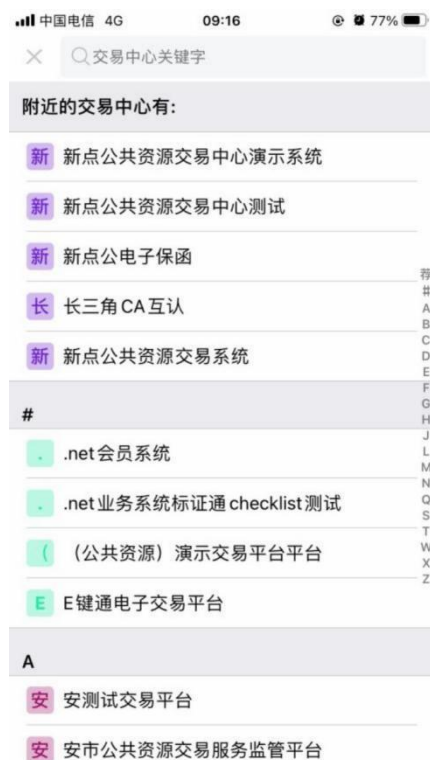 中国电信 4G 09:16 77%
交易中心关键字
附近的交易中心有:
新 新点公共资源交易中心演示系统
新 新点公共资源交易中心测试
新 新点公电子保函
长 长三角CA互认
新 新点公共资源交易系统
#
. .net会员系统
. .net业务系统标证通checklist测试
( （公共资源）演示交易平台平台
E E键通电子交易平台
A
安 安测试交易平台
安 安市公共资源交易服务监管平台
荐
#
A
B
C
D
E
F
G
H
J
L
M
N
Q
S
T
W
X
Z